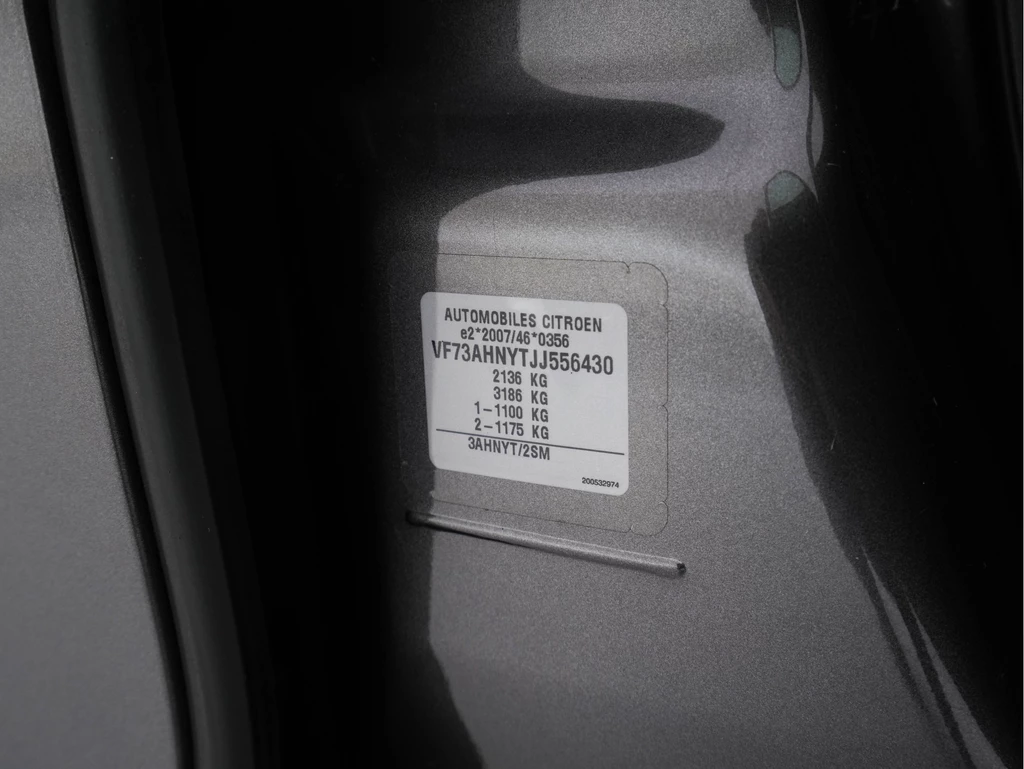 AUTOMOBILES CITROEN
e2*2007/46*0356
VF73AHNYTJJ556430
2136 KG
3186 KG
1-1100 KG
2-1175 KG
3AHNYT/2SM
200532974